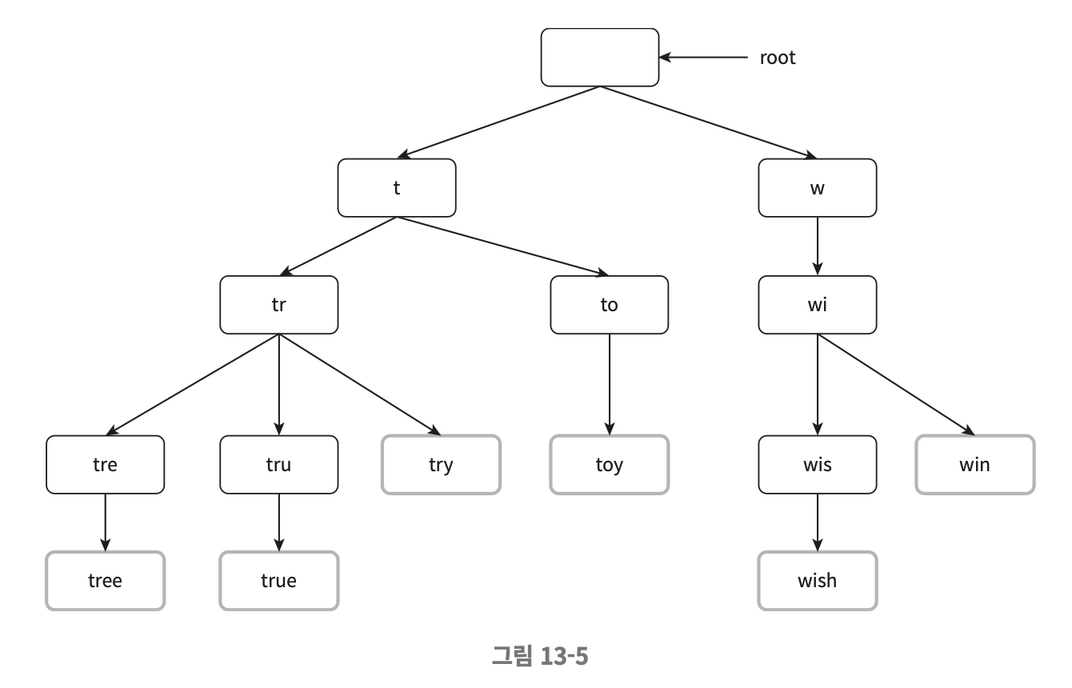 root
t
w
tr
to
wi
tre
tru
try
toy
wis
win
tree
true
wish
그림 13-5